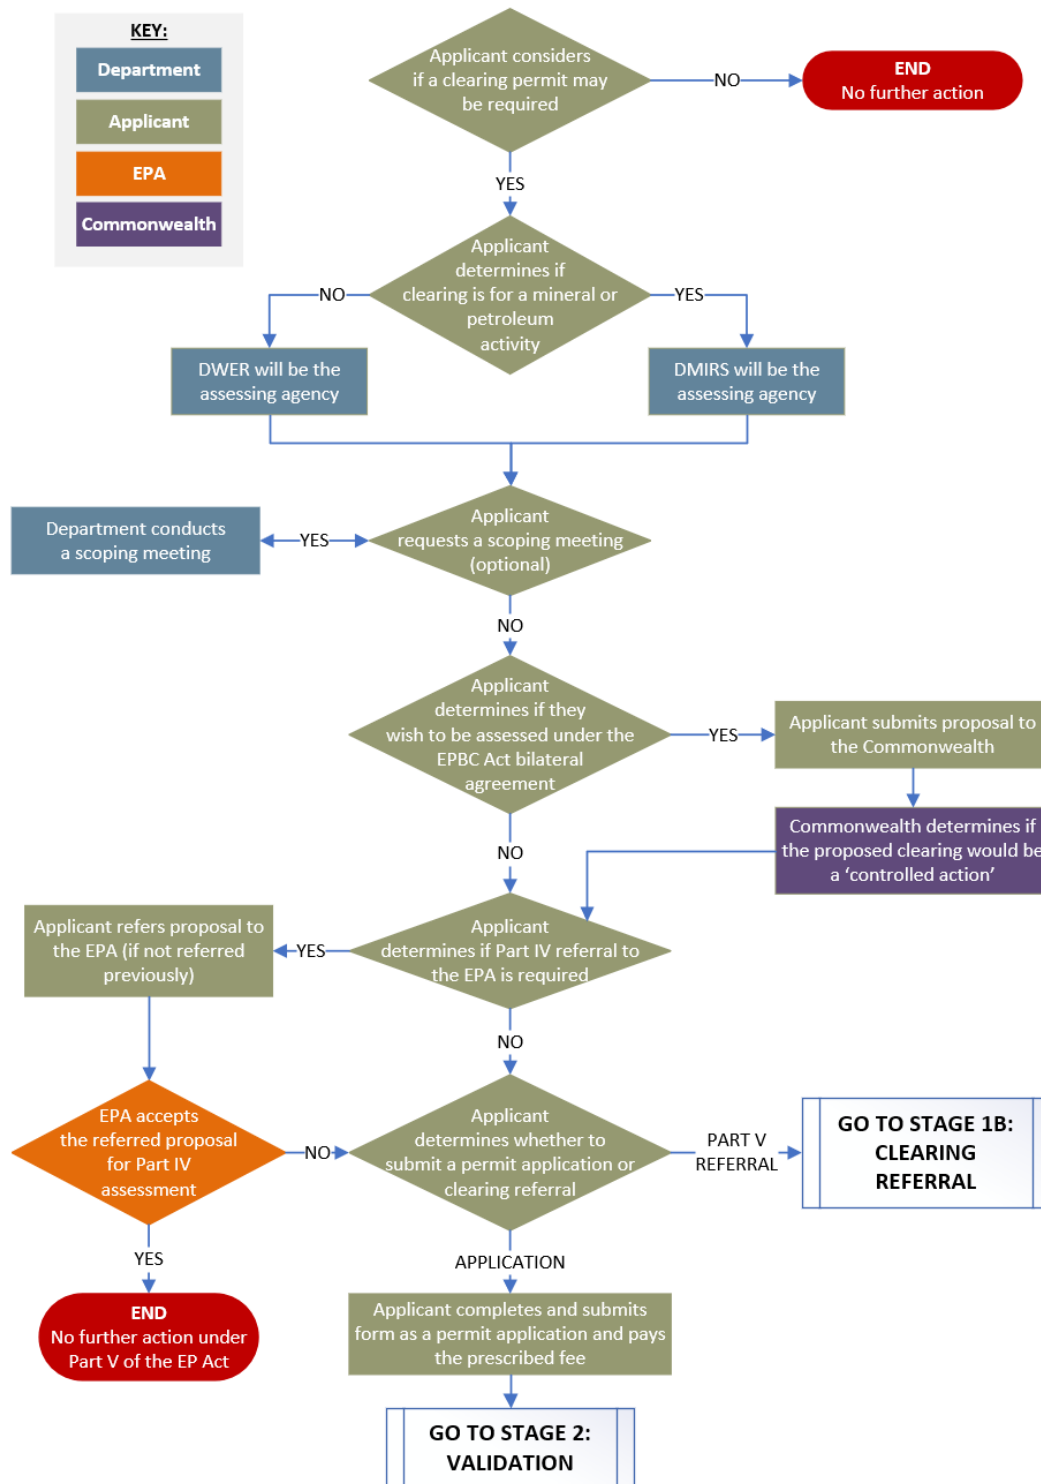 KEY:
Department
Applicant
EPA
Commonwealth
Applicant considers
if a clearing permit may
be required
NO
END
No further action
YES
Applicant
determines if
clearing is for a mineral or
petroleum
activity
NO
YES
DWER will be the
assessing agency
DMIRS will be the
assessing agency
Applicant
requests a scoping meeting
(optional)
YES
Department conducts
a scoping meeting
NO
Applicant
determines if they
wish to be assessed under the
EPBC Act bilateral
agreement
YES
Applicant submits proposal to
the Commonwealth
Commonwealth determines if
the proposed clearing would be
a ‘controlled action’
NO
Applicant
determines if Part IV referral to
the EPA is required
YES
Applicant refers proposal to
the EPA (if not referred
previously)
NO
EPA accepts
the referred proposal
for Part IV
assessment
NO
Applicant
determines whether to
submit a permit application or
clearing referral
PART V
REFERRAL
GO TO STAGE 1B:
CLEARING
REFERRAL
YES
END
No further action under
Part V of the EP Act
APPLICATION
Applicant completes and submits
form as a permit application and pays
the prescribed fee
GO TO STAGE 2:
VALIDATION